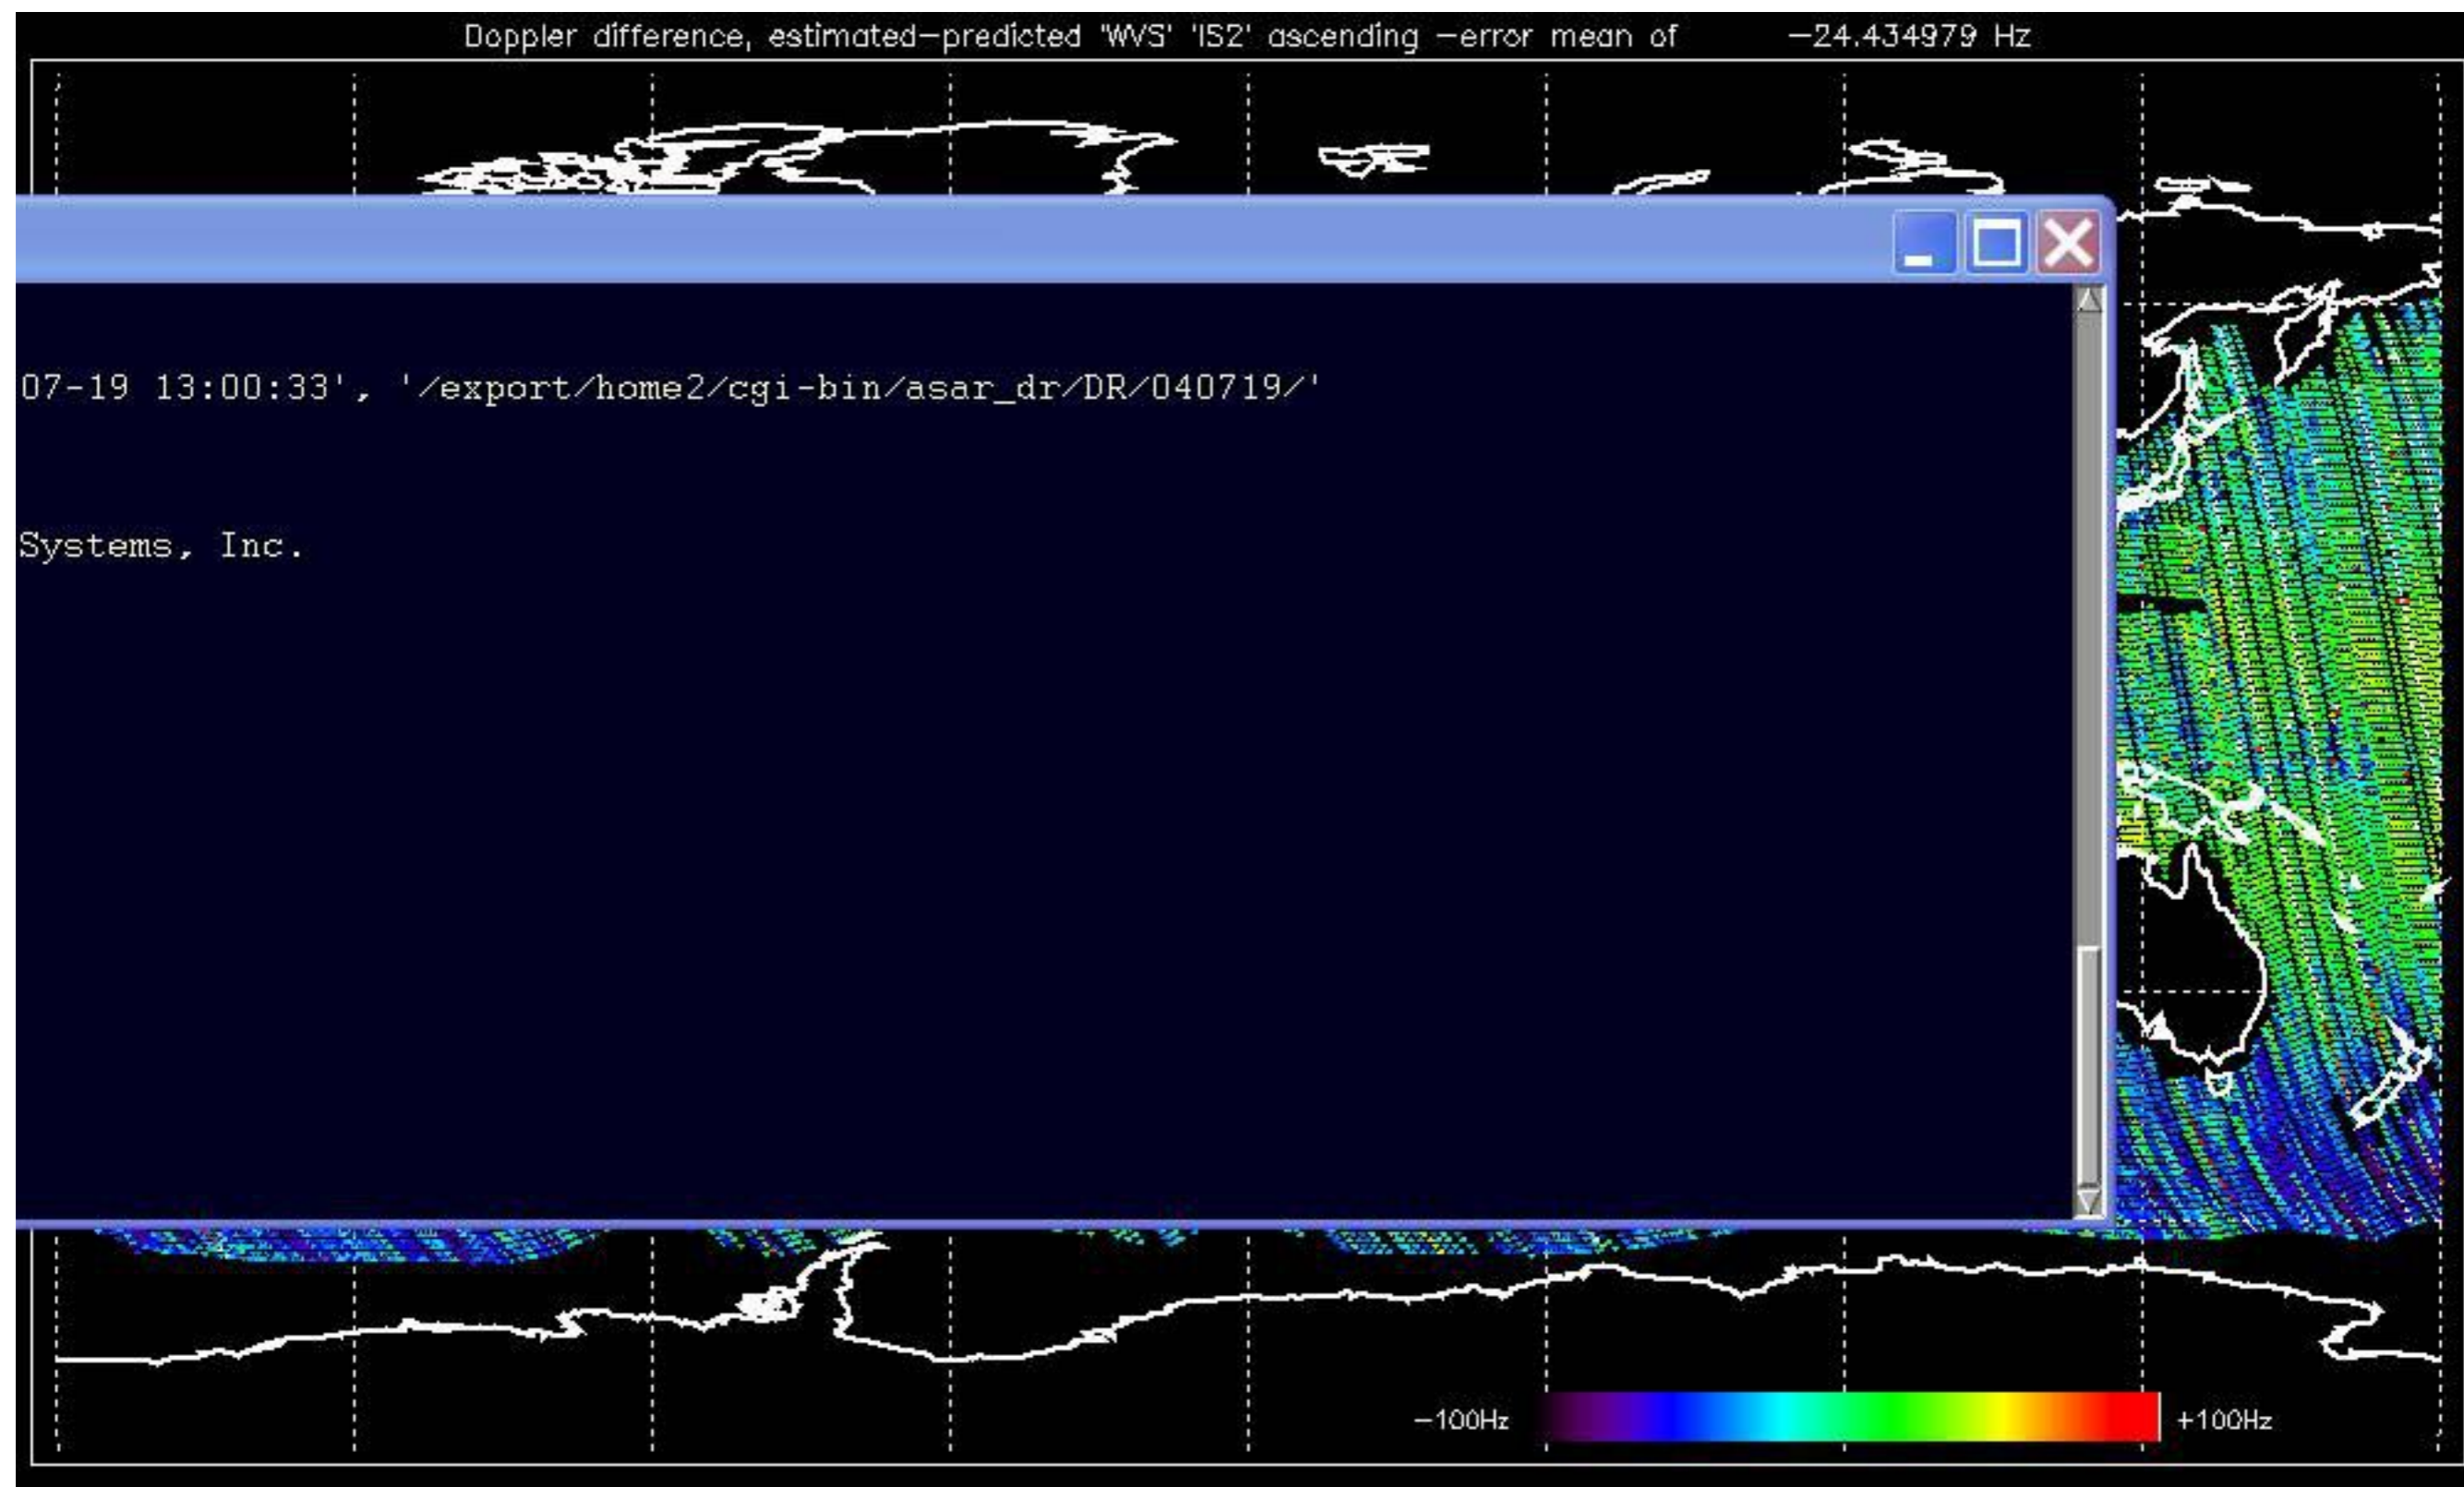 Doppler difference, estimated-predicted 'WVS' 'IS2' ascending -error mean of -24.434979 Hz
07-19 13:00:33', '/export/home2/cgi-bin/asar_dr/DR/040719/'
Systems, Inc.
-100Hz +100Hz